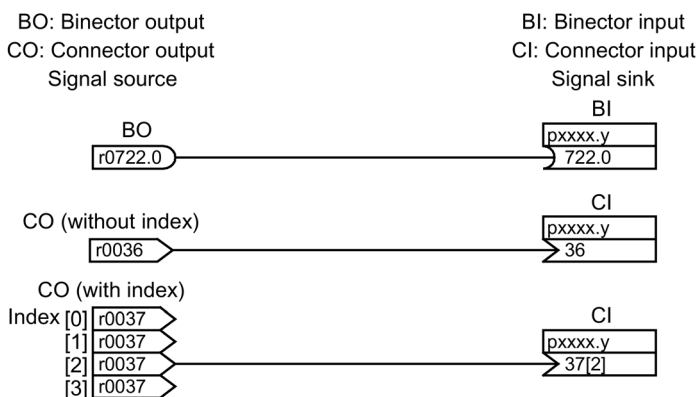 BO: Binector output
BI: Binector input
CO: Connector output
CI: Connector input
Signal source
Signal sink
BO
BI
pxxxx.y
r0722.0
722.0
CO (without index)
CI
pxxxx.y
r0036
36
CO (with index)
Index [0] r0037
CI
[1] r0037
pxxxx.y
[2] r0037
37[2]
[3] r0037